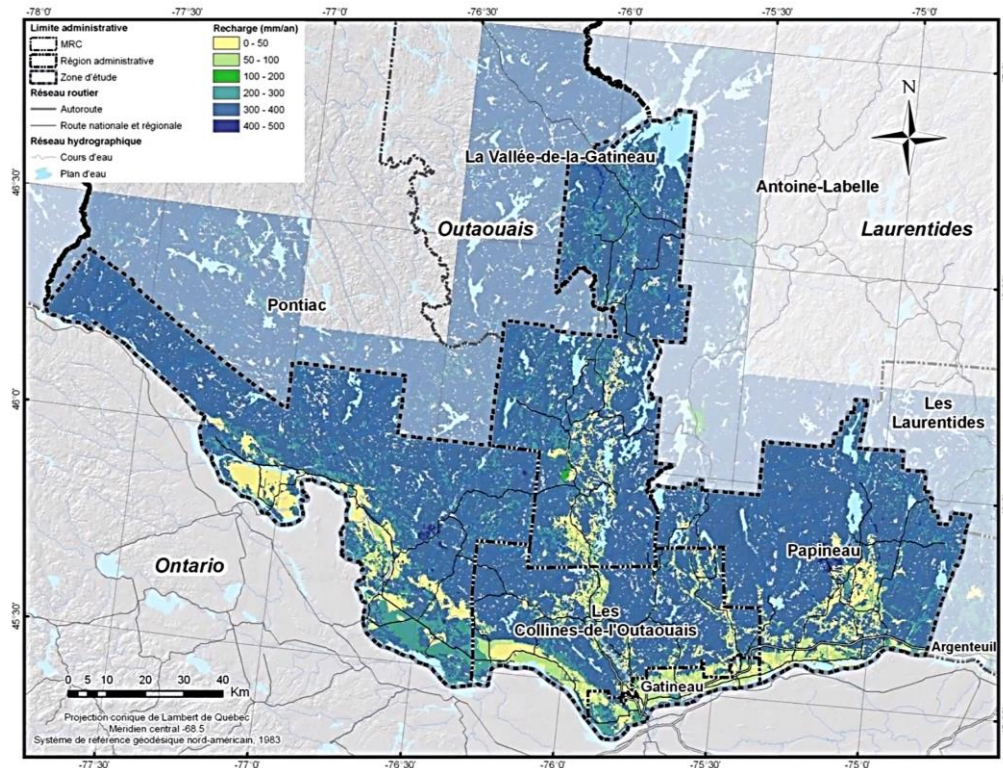 -78°0'
-77°30'
-77°0'
-76°30'
-76°0'
-75°30'
-75°0'
Limite administrative
MRC
Région administrative
Zone d'étude
Réseau routier
Autoroute
Route nationale et régionale
Réseau hydrographique
Cours d'eau
Plan d'eau
Recharge (mm/an)
0 - 50
50 - 100
100 - 200
200 - 300
300 - 400
400 - 500
N
La Vallée-de-la-Gatineau
Antoine-Labelle
46°30'
Outaouais
Laurentides
Pontiac
46°0'
Les
Laurentides
Ontario
Papineau
45°30'
Les
Collines-de-l'Outaouais
Argenteuil
Gatineau
0 5 10 20 30 40
Km
Projection conique de Lambert de Québec
Meridien central -68.5
Système de référence géodésique nord-américain, 1983
-77°30'
-77°0'
-76°30'
-76°0'
-75°30'
-75°0'